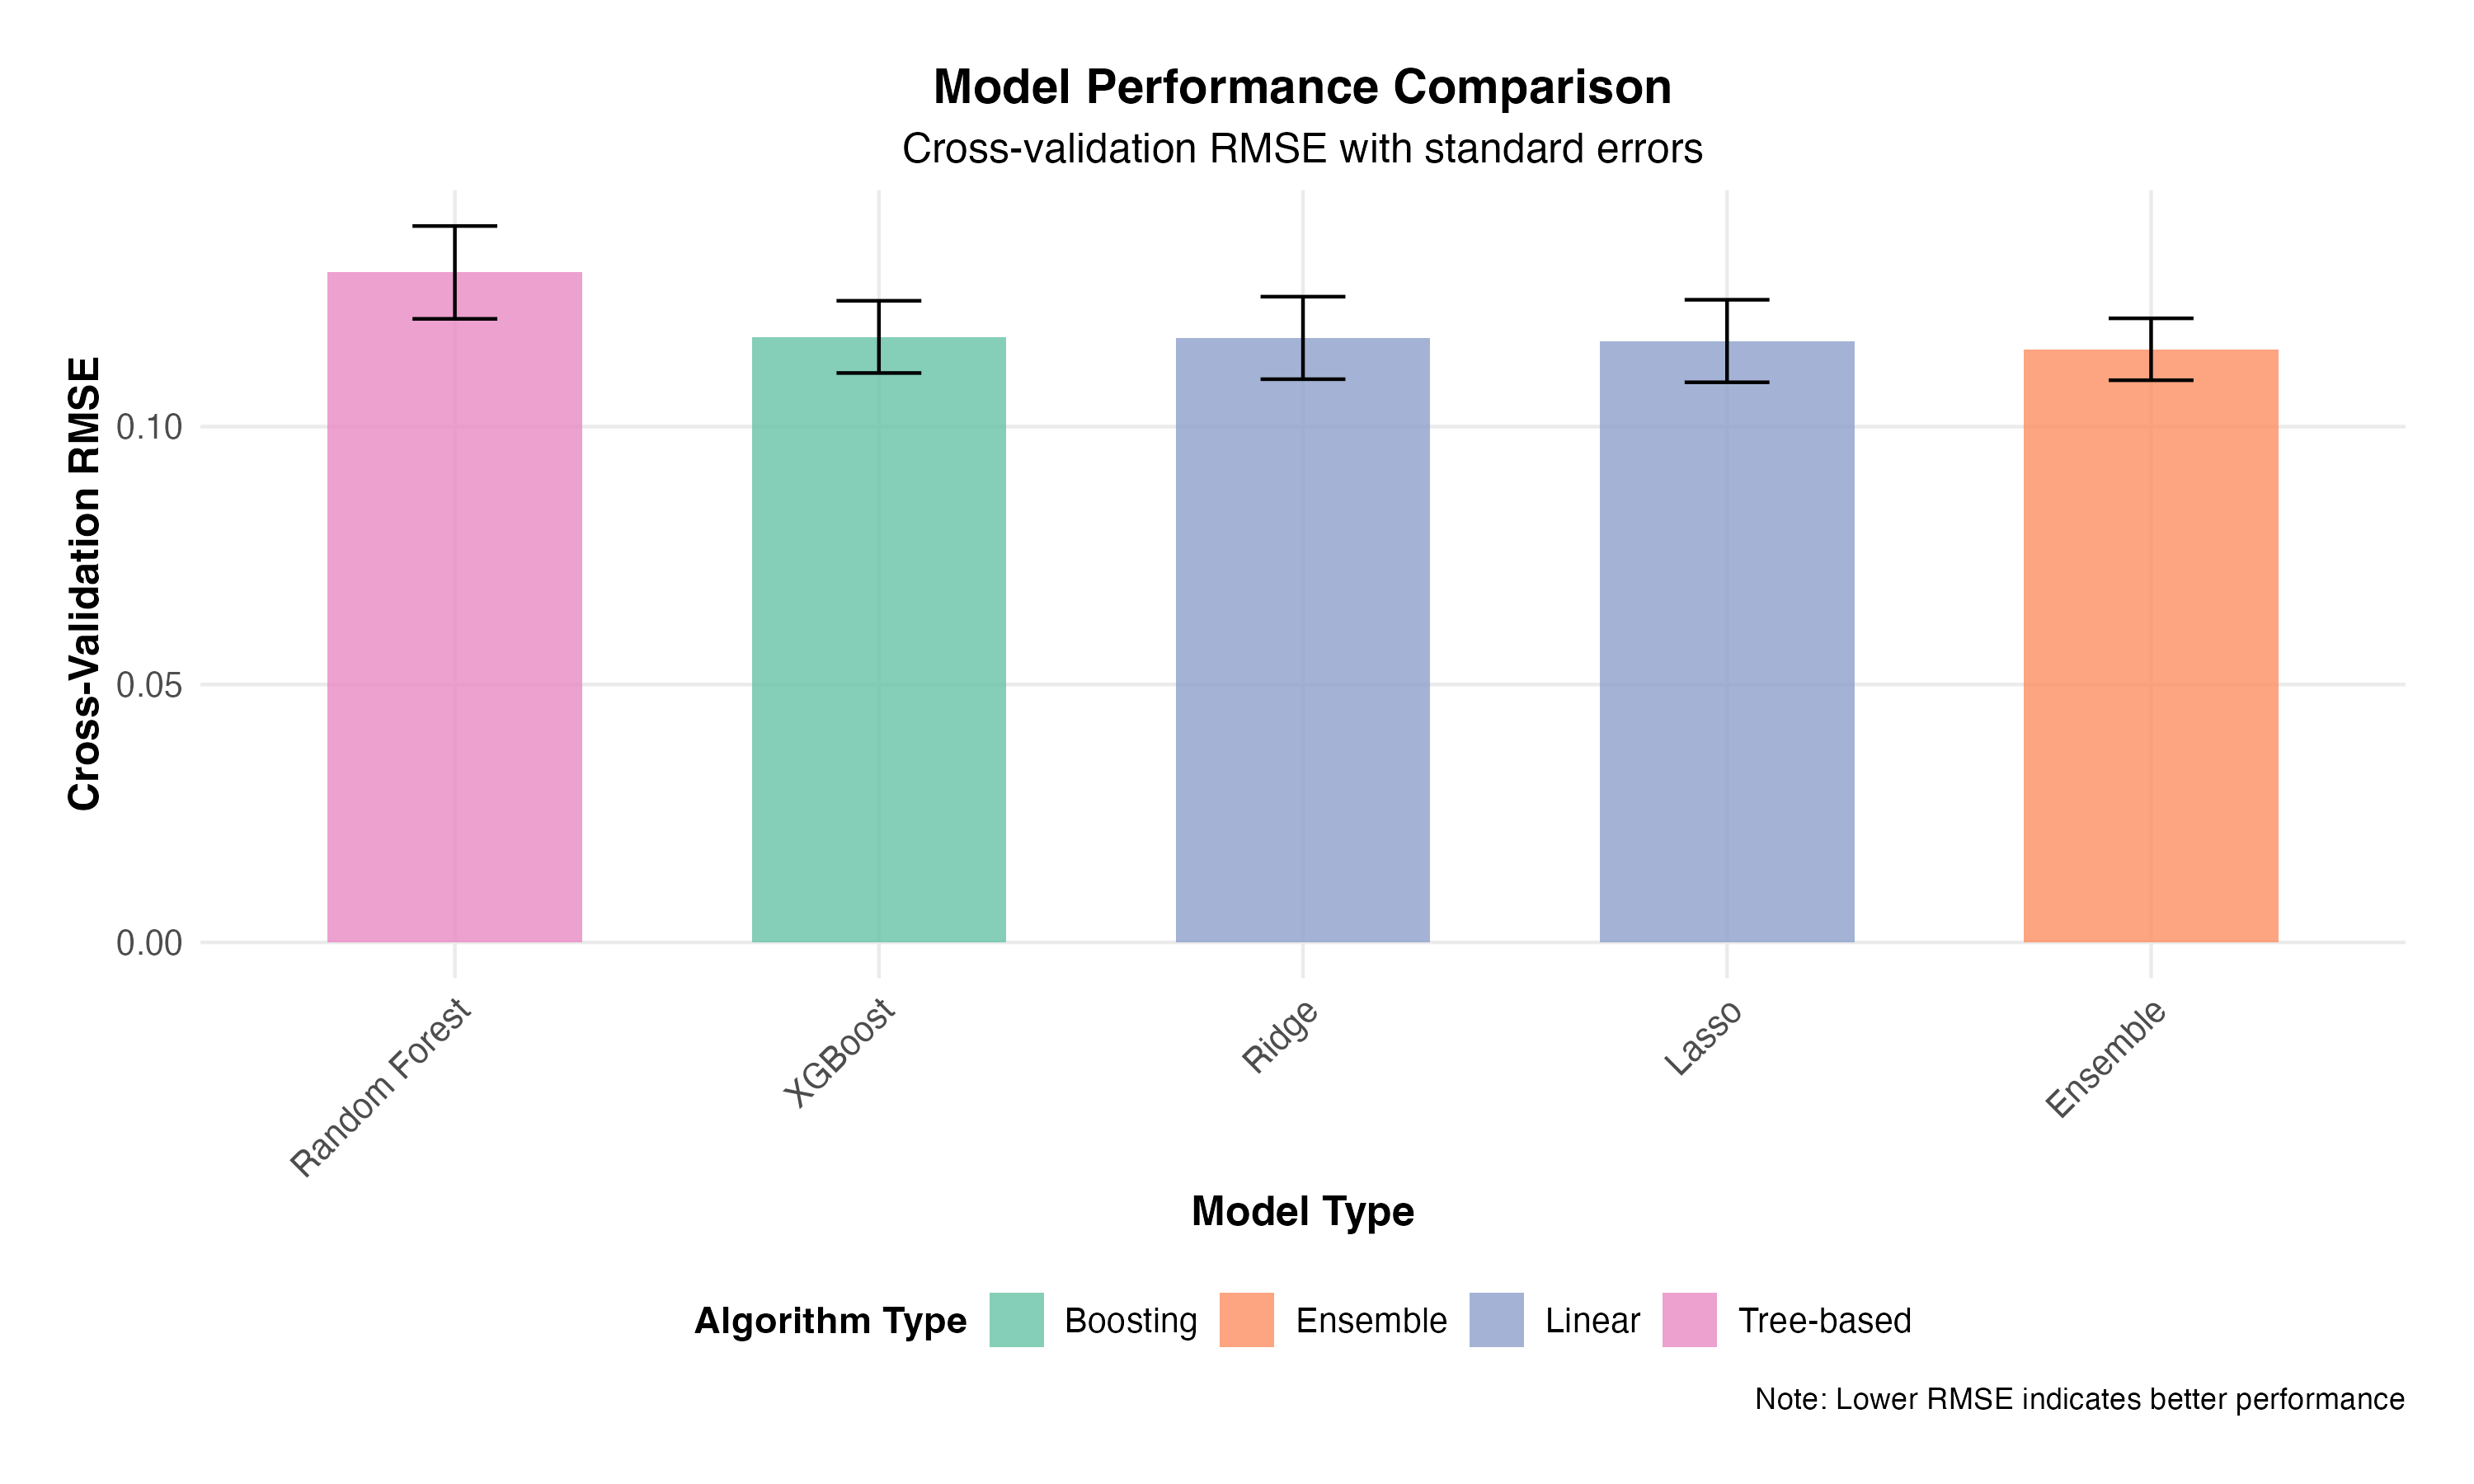 Model Performance Comparison
Cross-validation RMSE with standard errors
Cross-Validation RMSE
0.10
0.05
0.00
Random Forest
XGBoost
Ridge
Lasso
Ensemble
Model Type
Algorithm Type Boosting Ensemble Linear Tree-based
Note: Lower RMSE indicates better performance